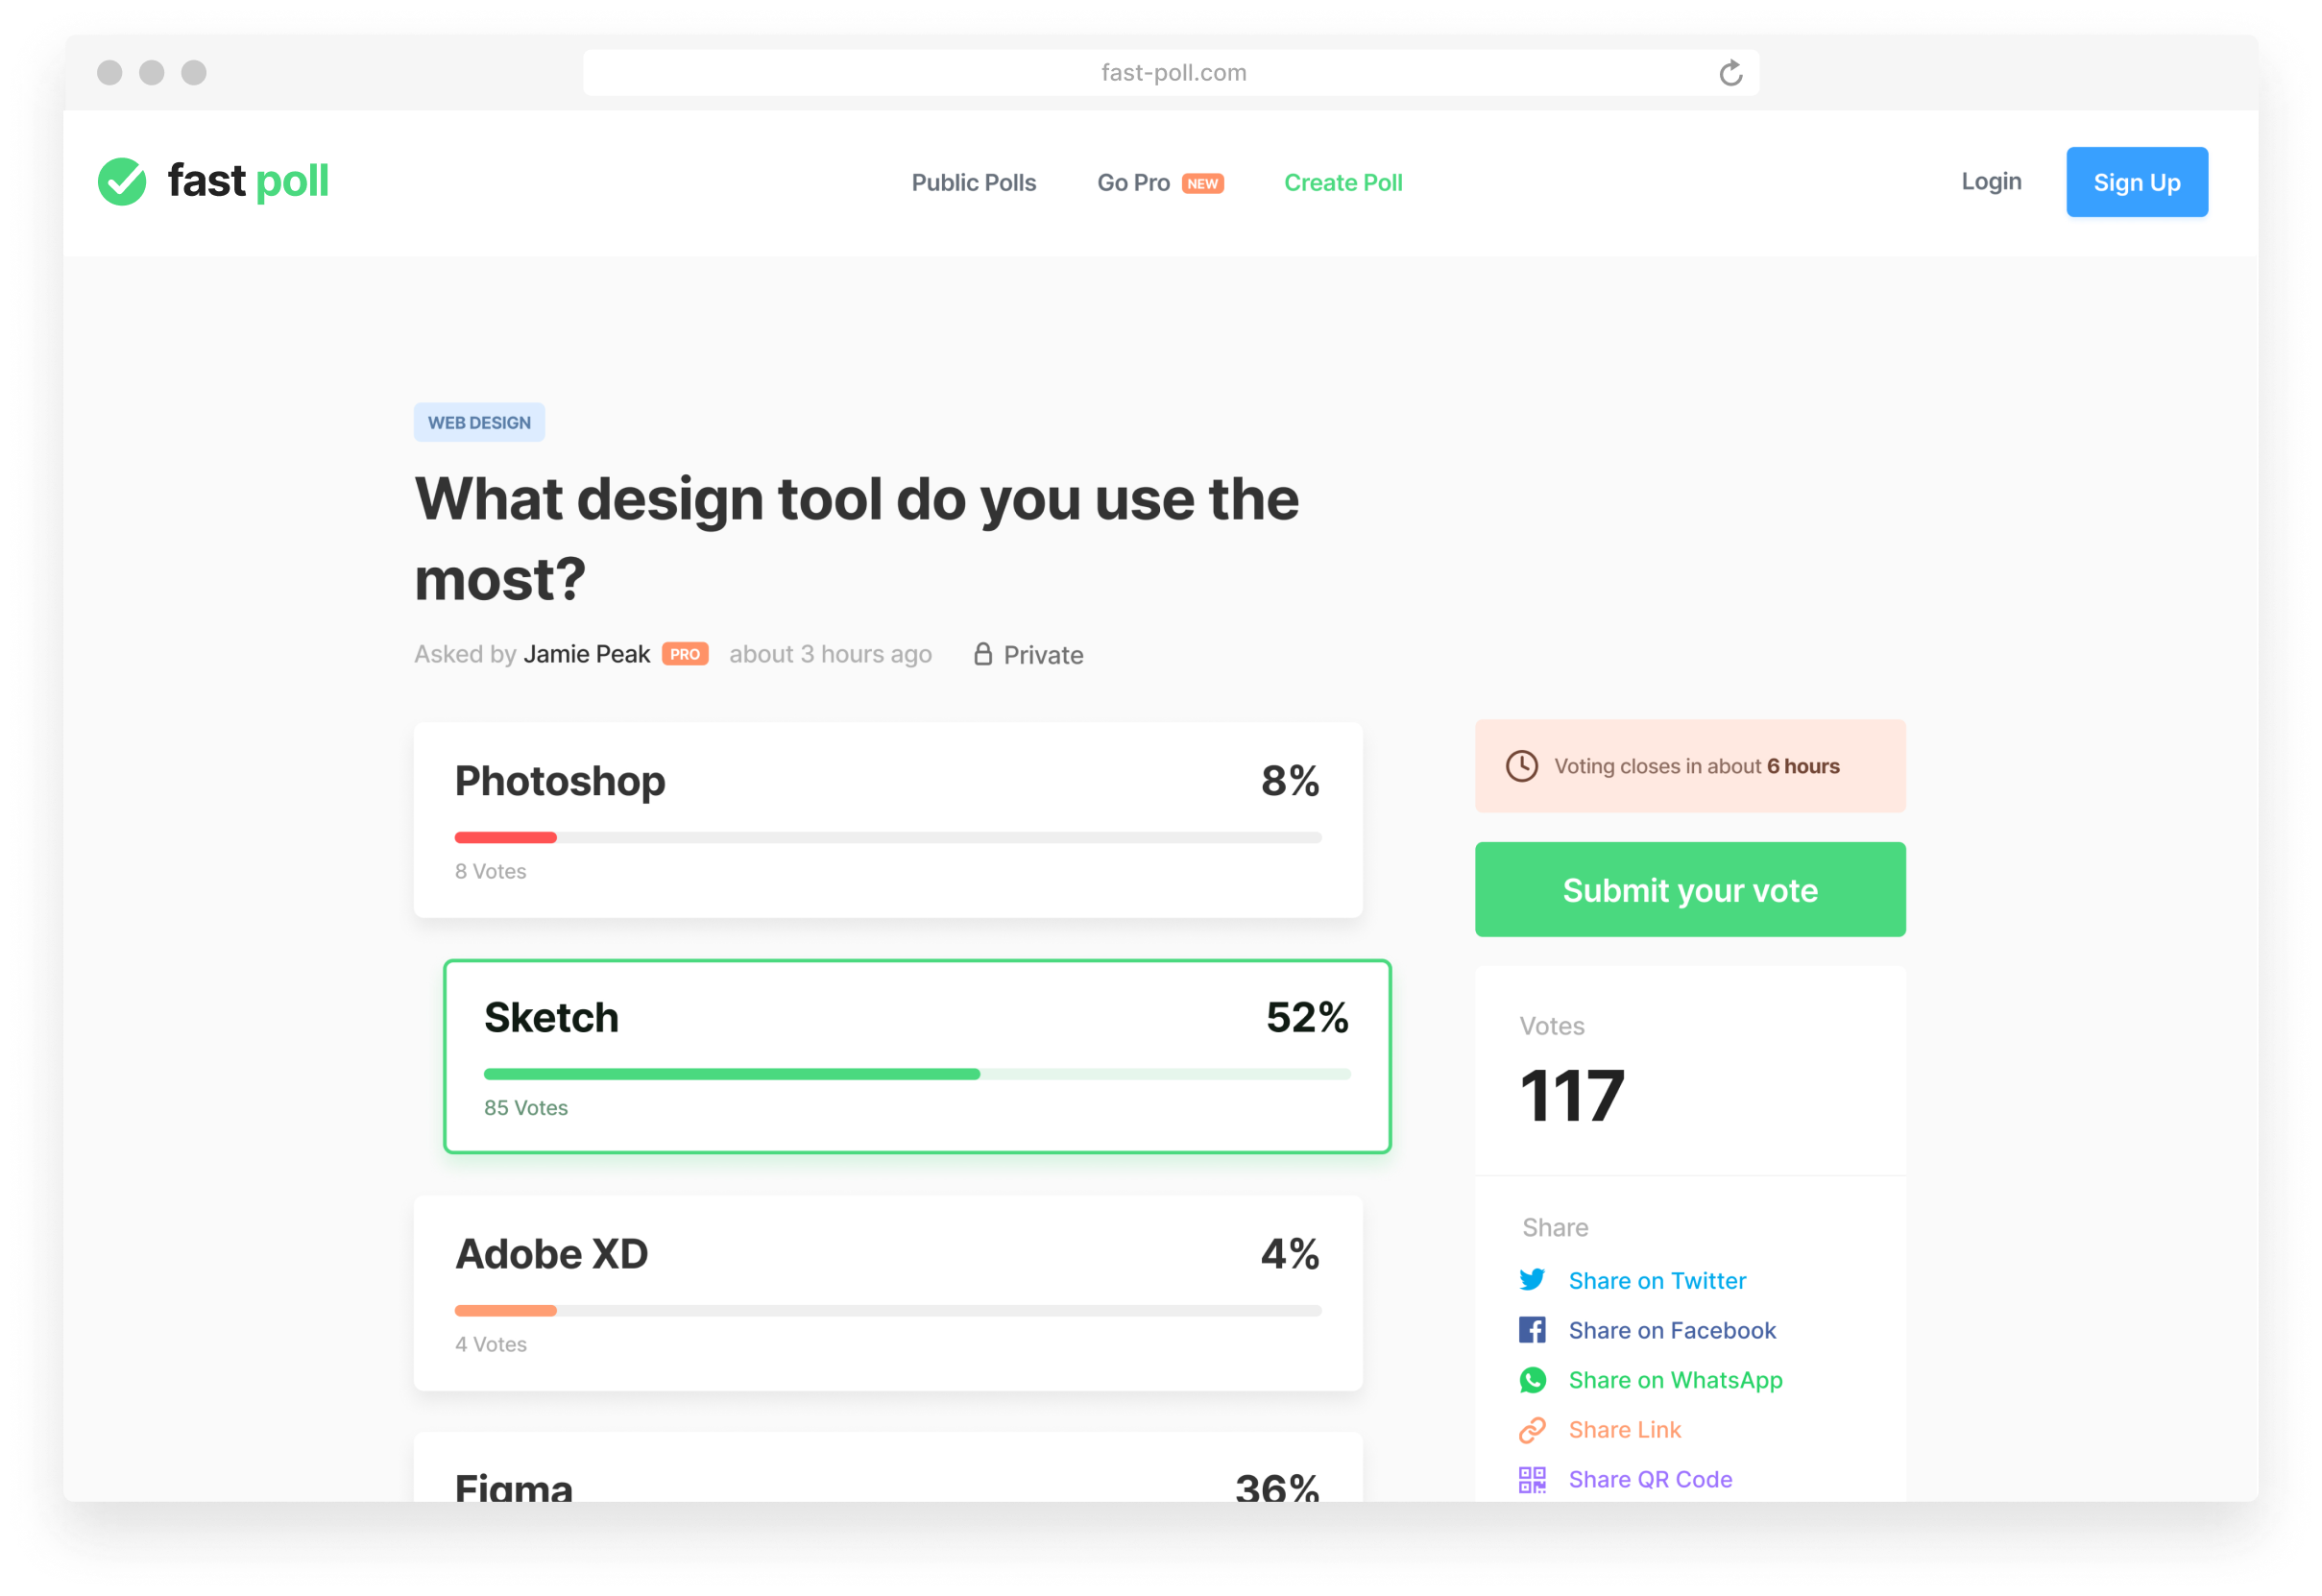 fast-poll.com
fast poll
Public Polls
Go Pro NEW
Create Poll
Login
Sign Up
WEB DESIGN
What design tool do you use the
most?
Asked by Jamie Peak PRO about 3 hours ago Private
Photoshop 8%
8 Votes
Sketch 52%
85 Votes
Adobe XD 4%
4 Votes
Figma 36%
Voting closes in about 6 hours
Submit your vote
Votes
117
Share
Share on Twitter
Share on Facebook
Share on WhatsApp
Share Link
Share QR Code